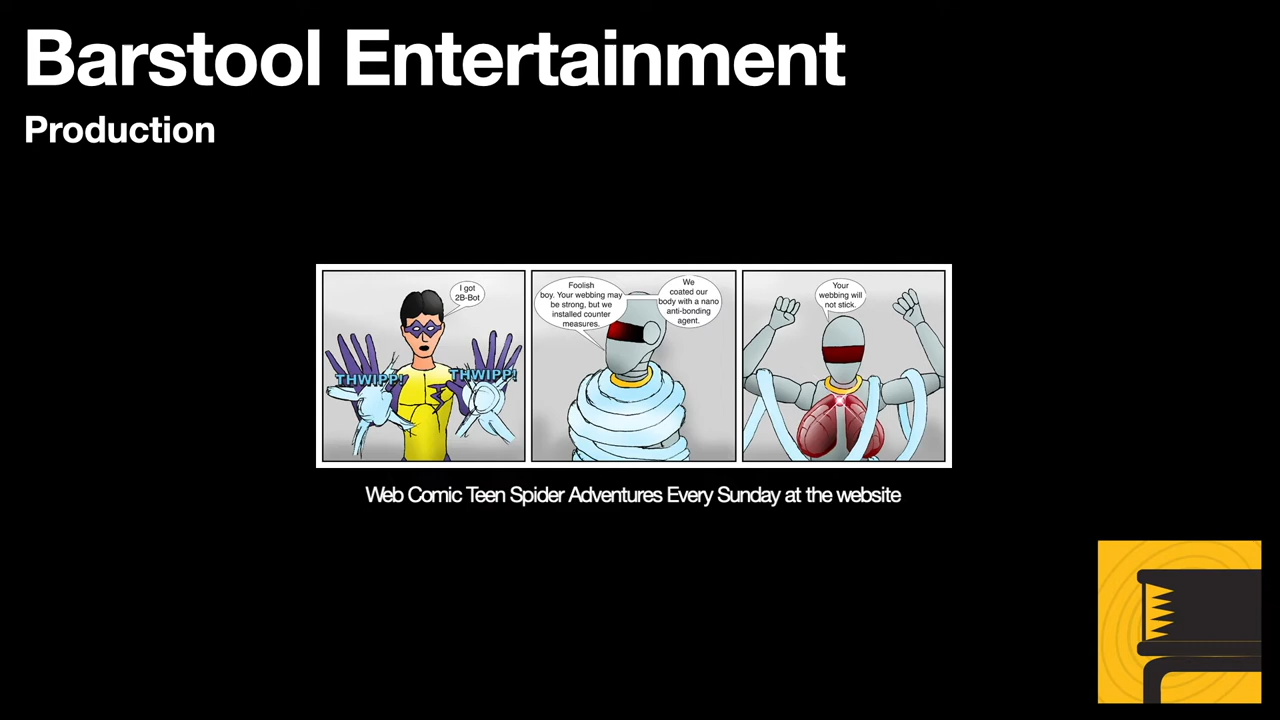 Barstool Entertainment
Production
I got
2B-Bot
THWIPP!
THWIPP!
Foolish
boy. Your webbing may
be strong, but we
installed counter
measures.
We
coated our
body with a nano
anti-bonding
agent.
Your
webbing will
not stick.
Web Comic Teen Spider Adventures Every Sunday at the website